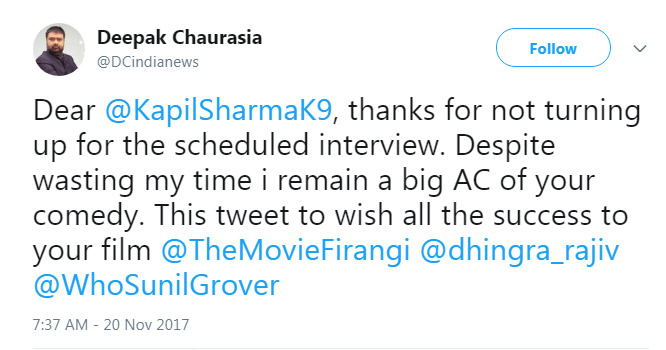 Deepak Chaurasia
@DCindianews
Follow
Dear @KapilSharmaK9, thanks for not turning
up for the scheduled interview. Despite
wasting my time i remain a big AC of your
comedy. This tweet to wish all the success to
your film @TheMovieFirangi @dhingra_rajiv
@WhoSunilGrover
7:37 AM - 20 Nov 2017